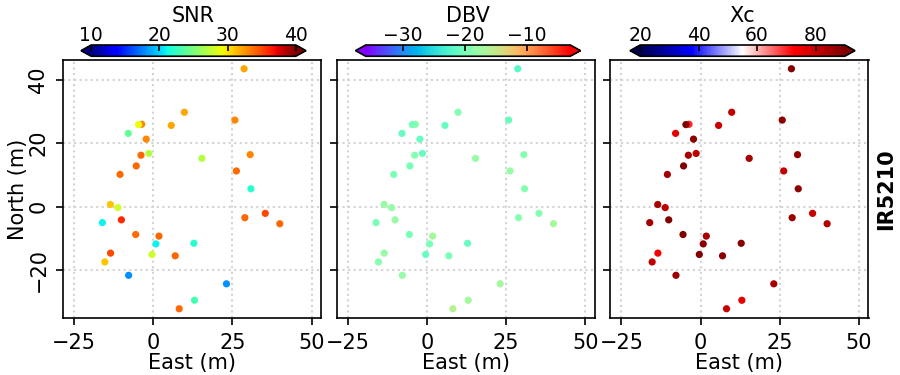 SNR DBV Xc
10 20 30 40 −30 −20 −10 20 40 60 80
40
20
0
−20
North (m)
IR5210
−25 0 25 50 −25 0 25 50 −25 0 25 50
East (m) East (m) East (m)